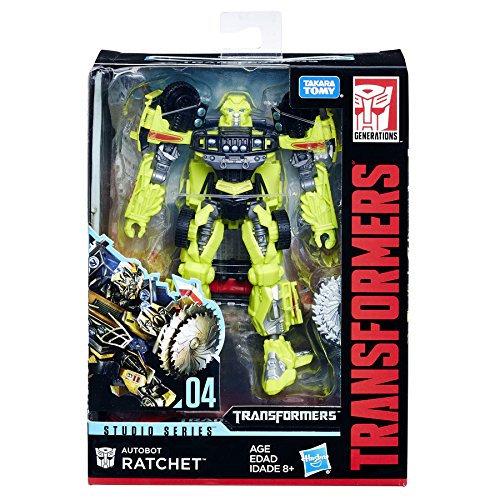 TAKARA
TOMY
GENERATIONS
TRANSFORMERS
04
TRANSFORMERS
STUDIO SERIES
AUTOBOT
RATCHET
AGE
EDAD
IDADE 8+
Hasbro